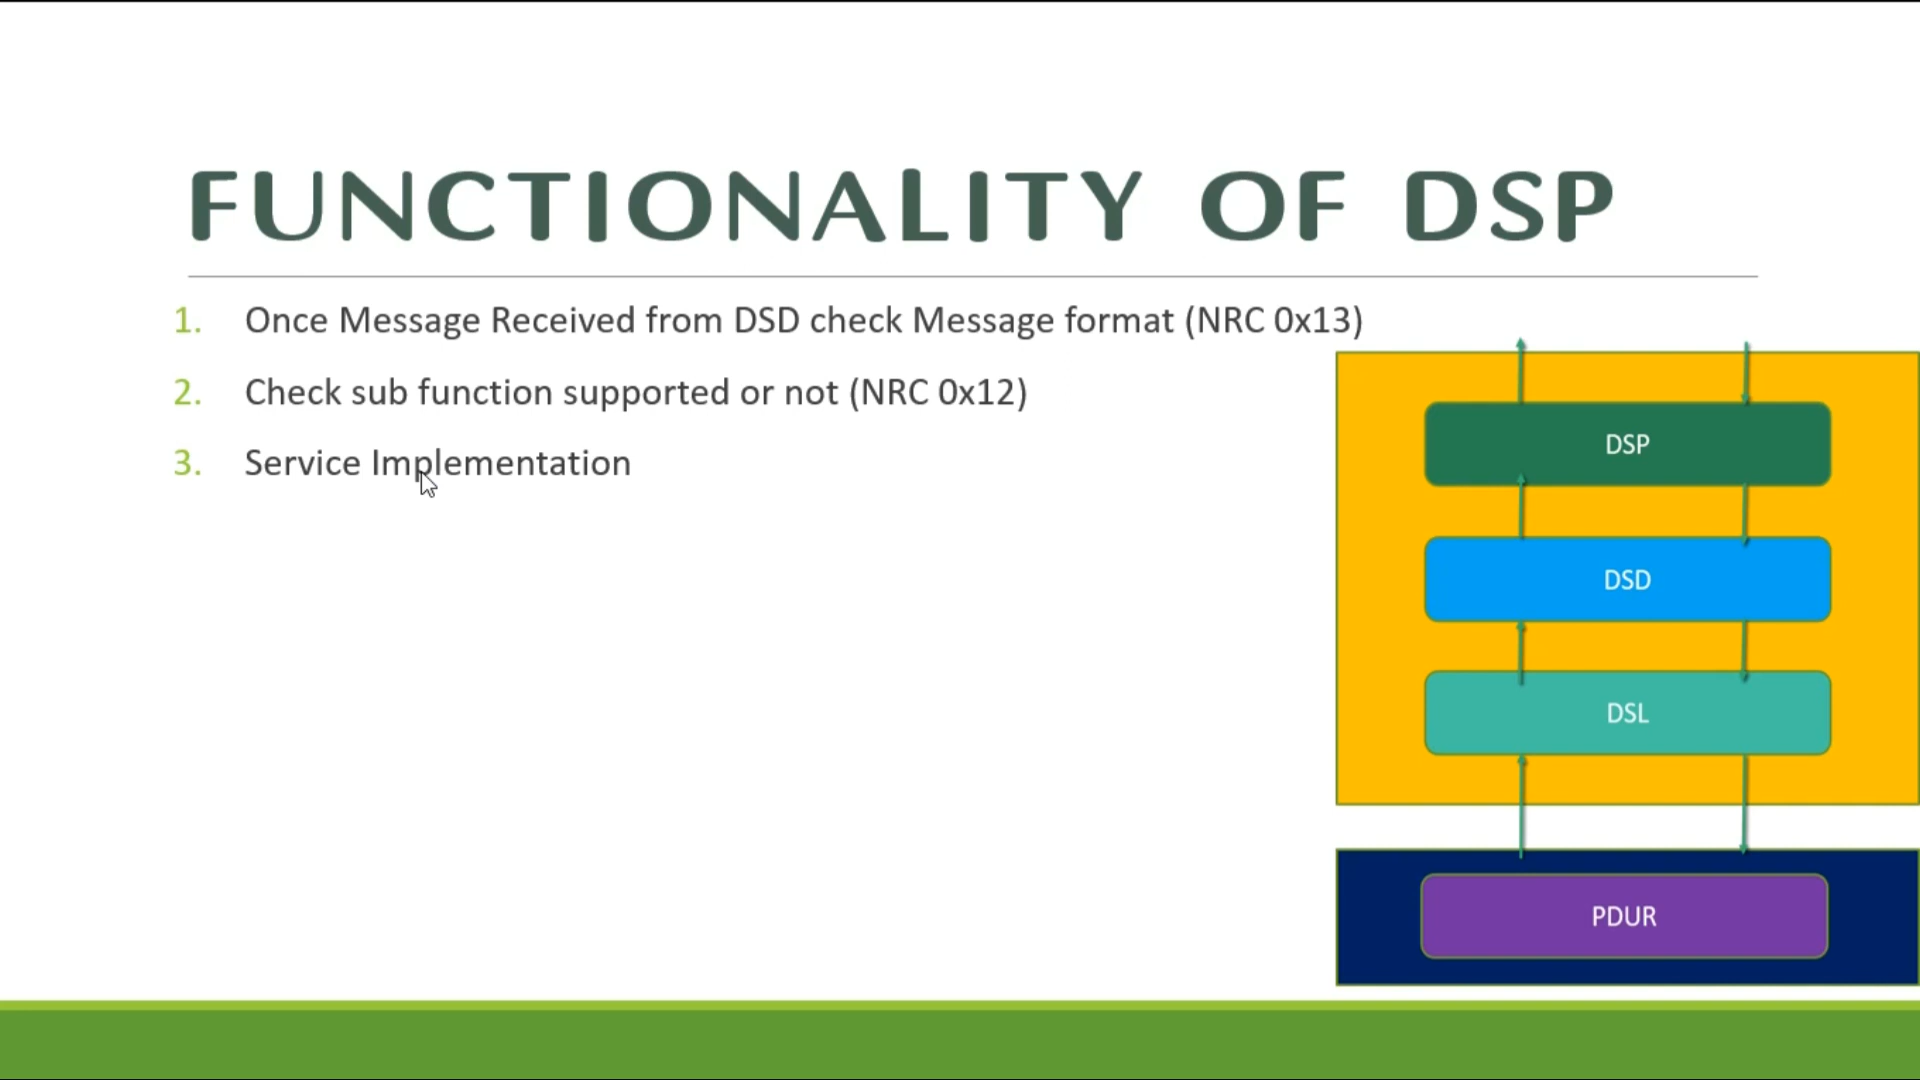 FUNCTIONALITY OF DSP
1. Once Message Received from DSD check Message format (NRC 0x13)
2. Check sub function supported or not (NRC 0x12)
3. Service Implementation
DSP
DSD
DSL
PDUR